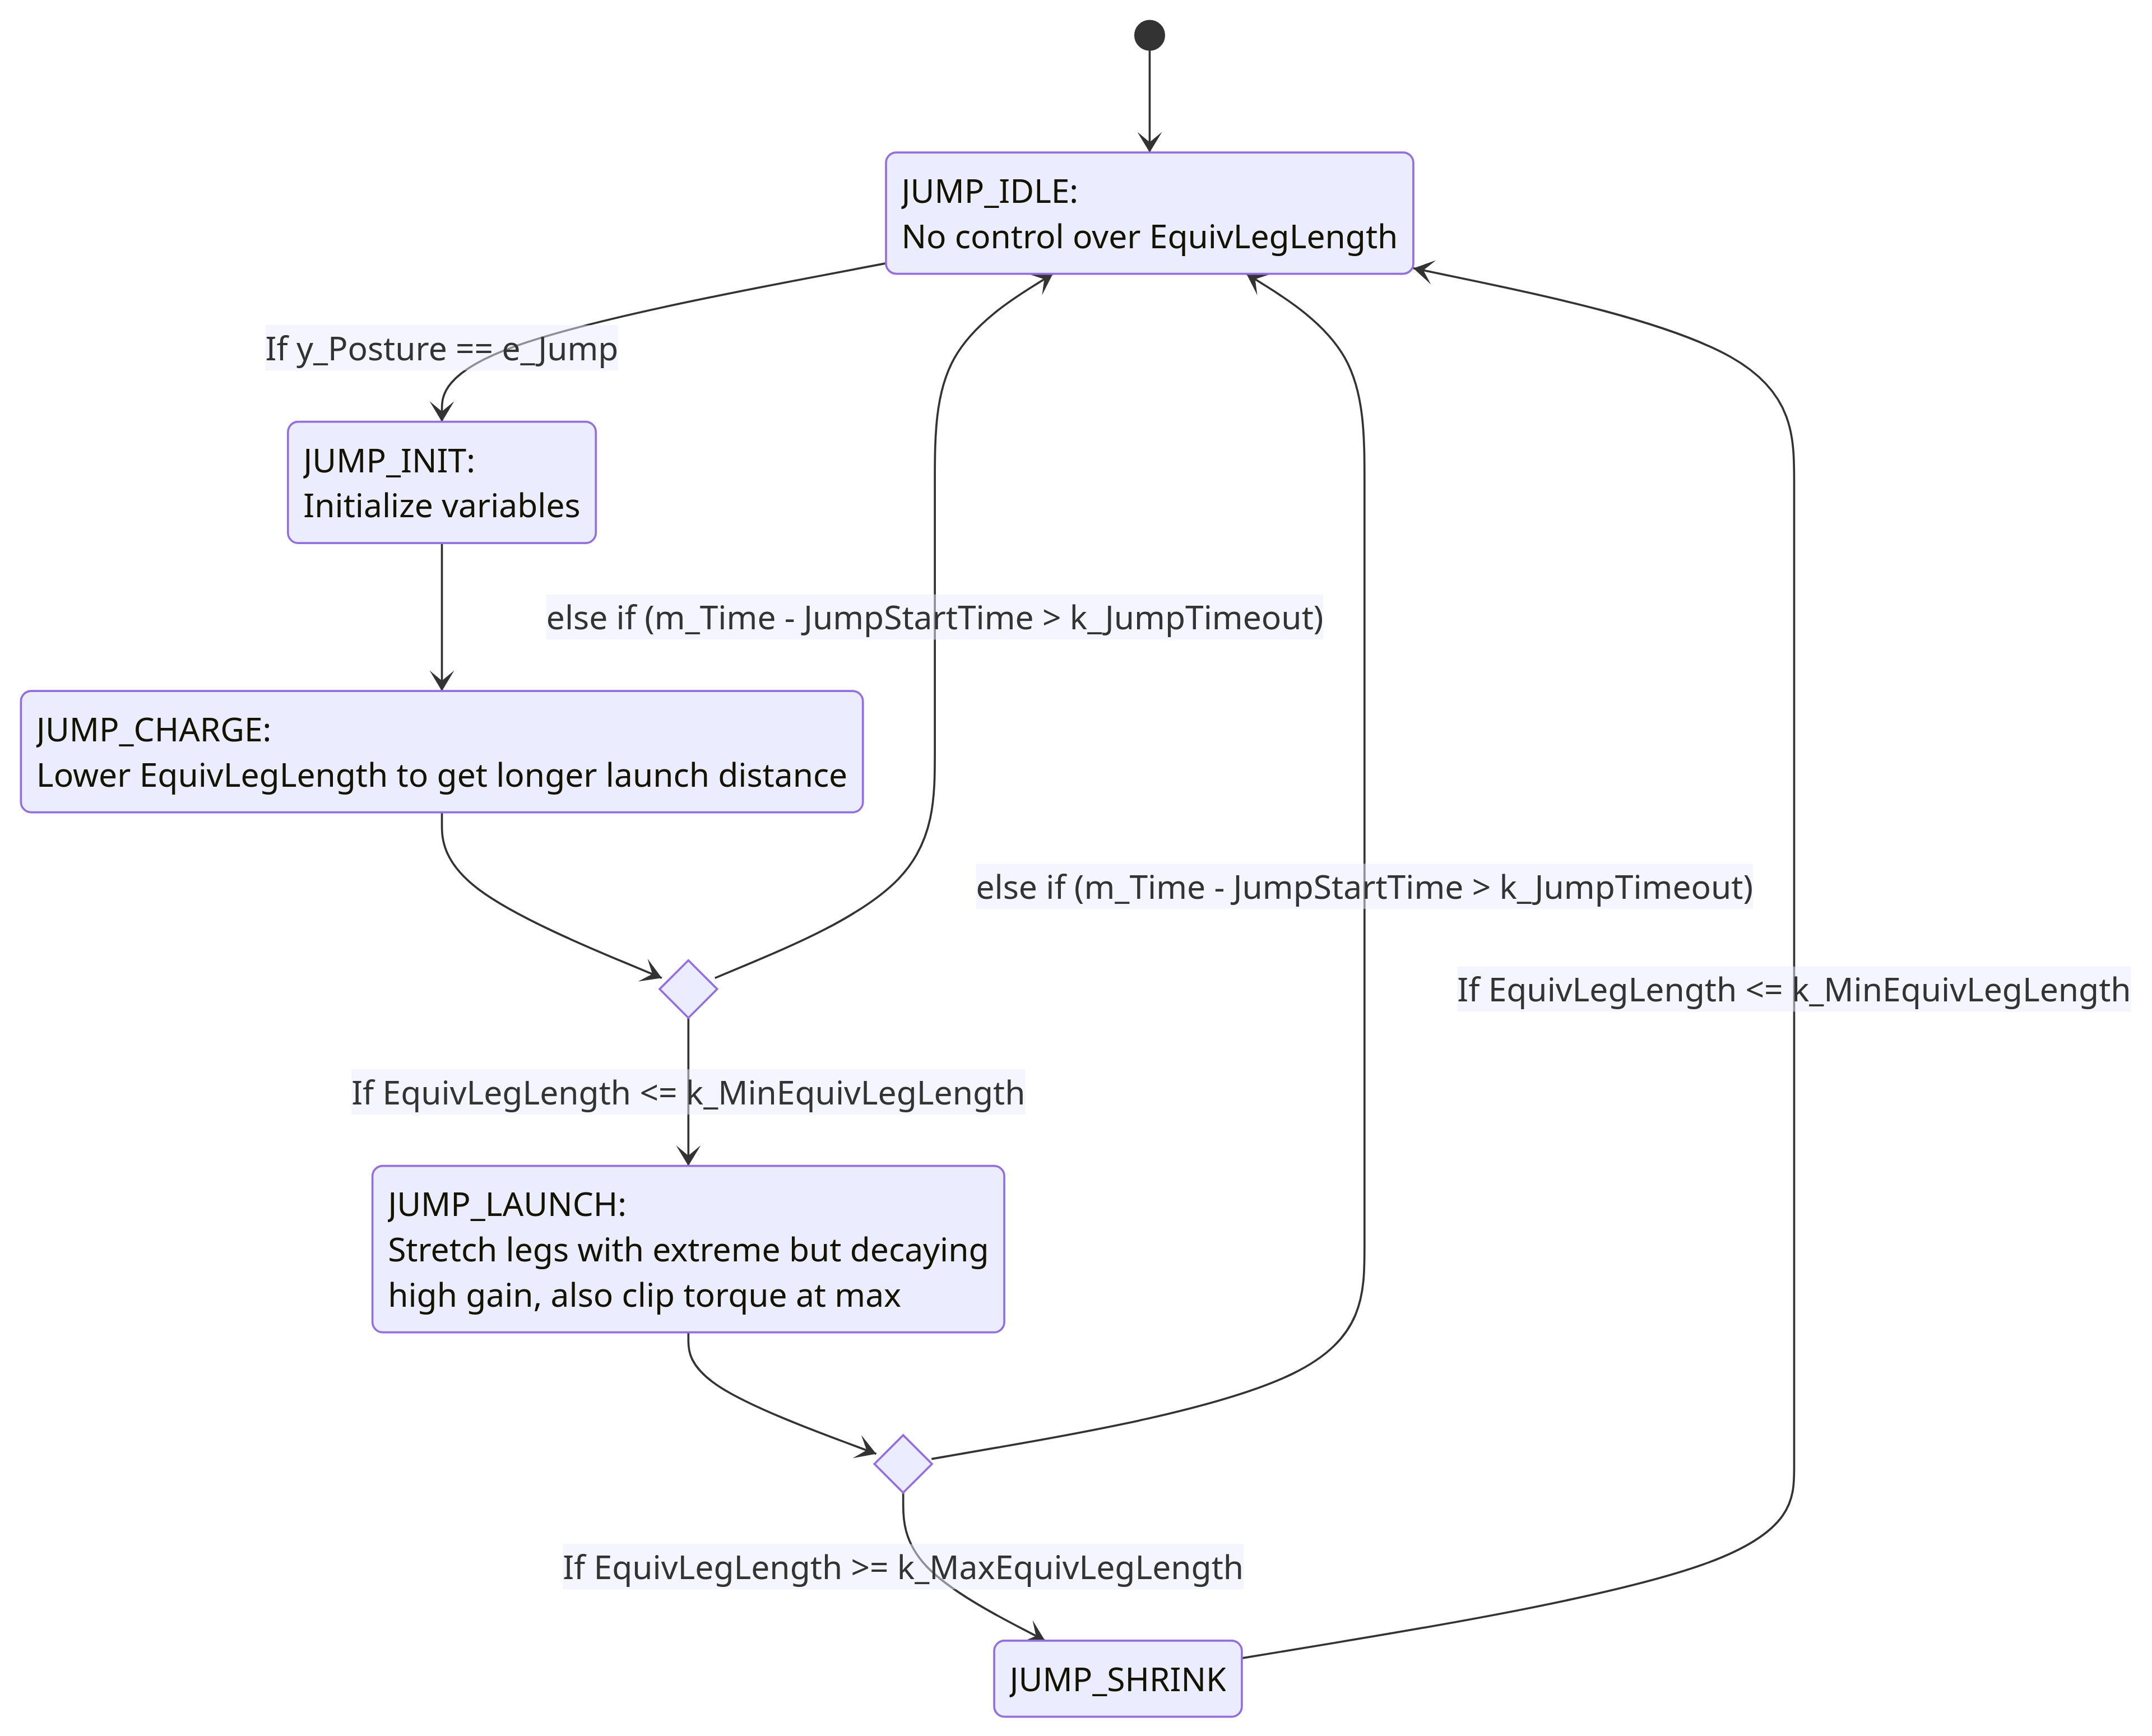 JUMP_IDLE:
No control over EquivLegLength
If y_Posture == e_Jump
JUMP_INIT:
Initialize variables
else if (m_Time - JumpStartTime > k_JumpTimeout)
JUMP_CHARGE:
Lower EquivLegLength to get longer launch distance
else if (m_Time - JumpStartTime > k_JumpTimeout)
If EquivLegLength <= k_MinEquivLegLength
If EquivLegLength <= k_MinEquivLegLength
JUMP_LAUNCH:
Stretch legs with extreme but decaying
high gain, also clip torque at max
If EquivLegLength >= k_MaxEquivLegLength
JUMP_SHRINK